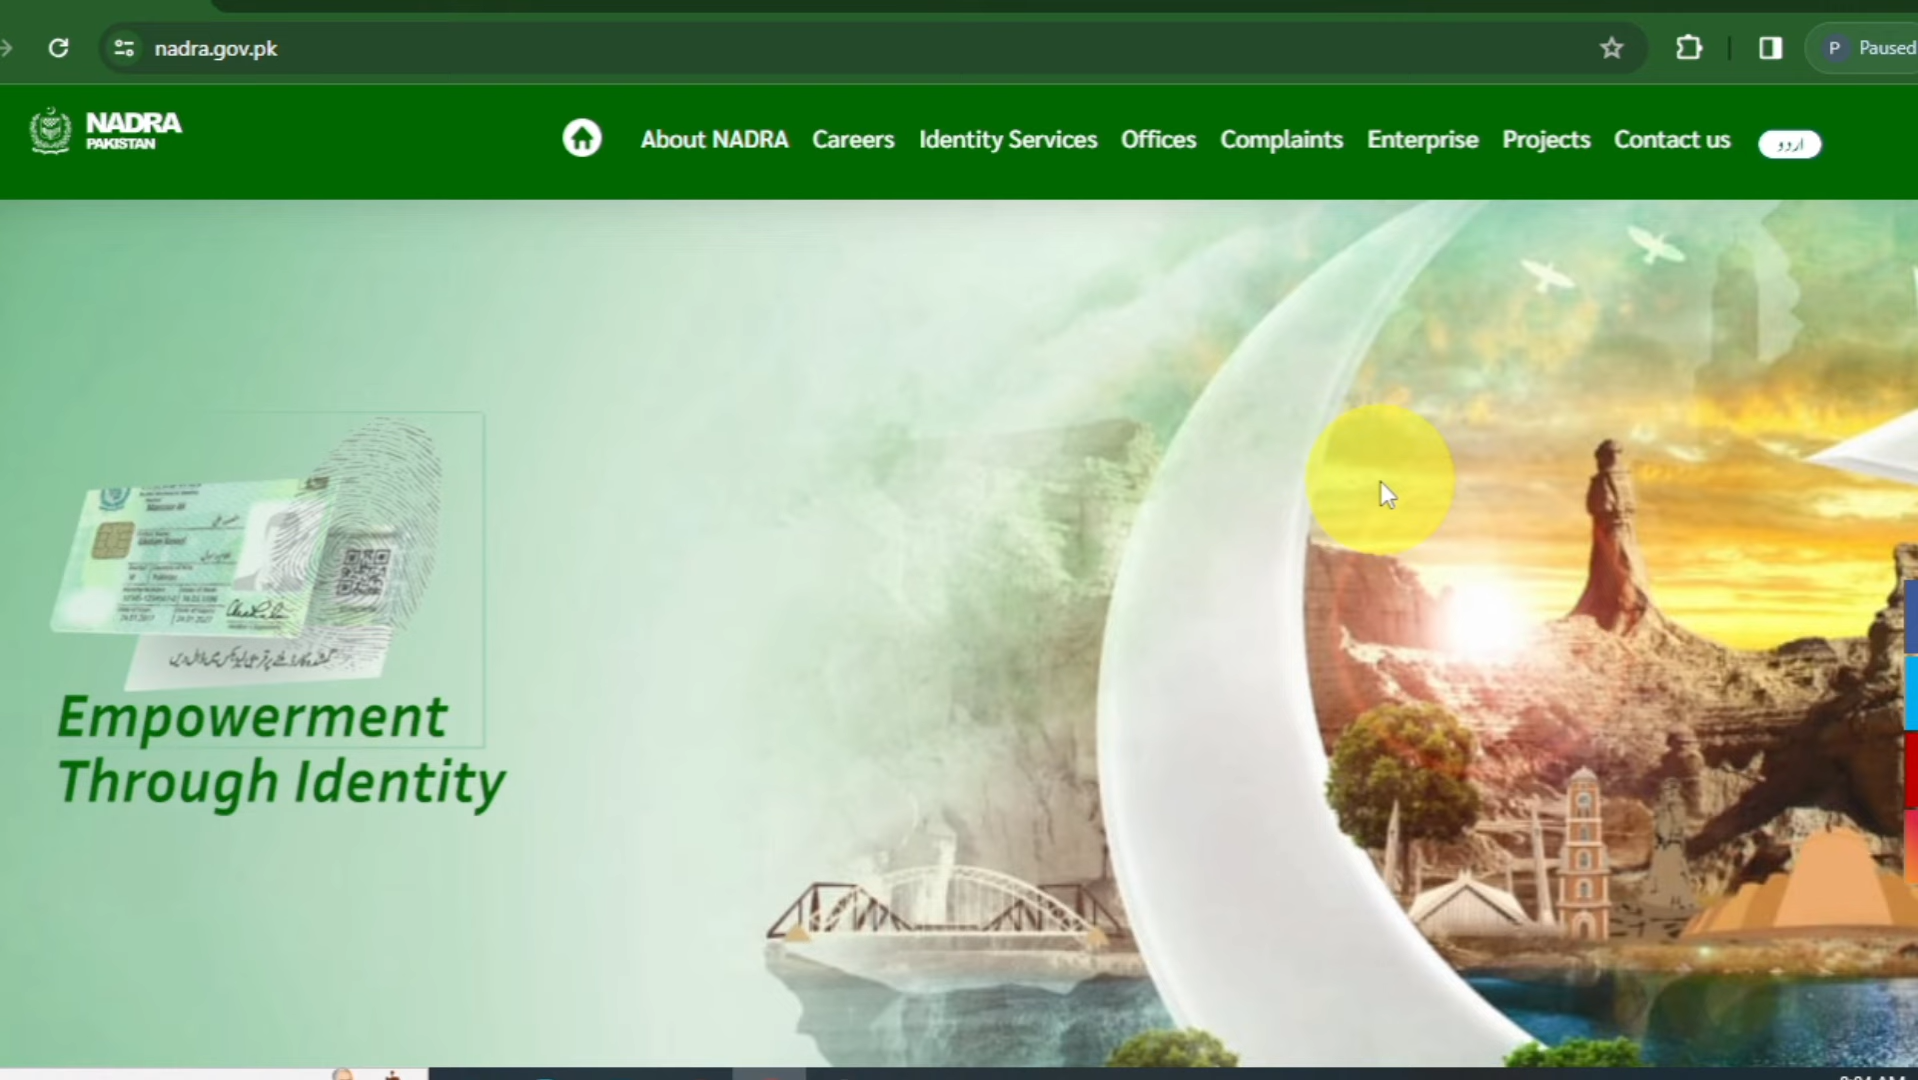 nadra.gov.pk
P Paused
NADRA
PAKISTAN
About NADRA Careers Identity Services Offices Complaints Enterprise Projects Contact us اردو
Empowerment
Through Identity